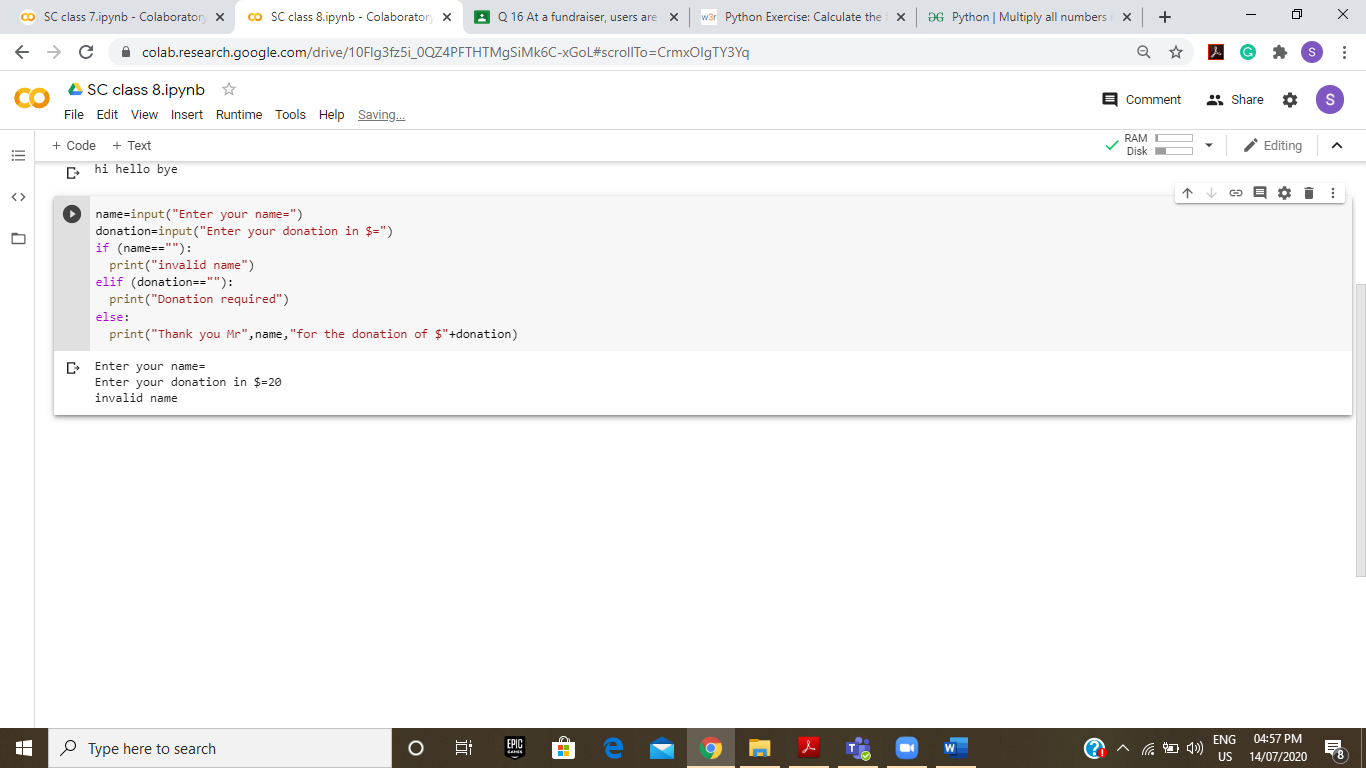 SC class 7.ipynb - Colaboratory
SC class 8.ipynb - Colaboratory
Q 16 At a fundraiser, users are
w3r Python Exercise: Calculate the
Python | Multiply all numbers
colab.research.google.com/drive/10Flg3fz5i_0QZ4PFTHTMgSiMk6C-xGoL#scrollTo=CrmxOIgTY3Yq
S
SC class 8.ipynb
File Edit View Insert Runtime Tools Help Saving...
Comment Share S
+ Code + Text
RAM
Disk
Editing
hi hello bye
name=input("Enter your name=")
donation=input("Enter your donation in $=")
if (name==""):
print("invalid name")
elif (donation==""):
print("Donation required")
else:
print("Thank you Mr",name,"for the donation of $"+donation)
Enter your name=
Enter your donation in $=20
invalid name
Type here to search
EPIC
GAMES
ENG
US
04:57 PM
14/07/2020
8